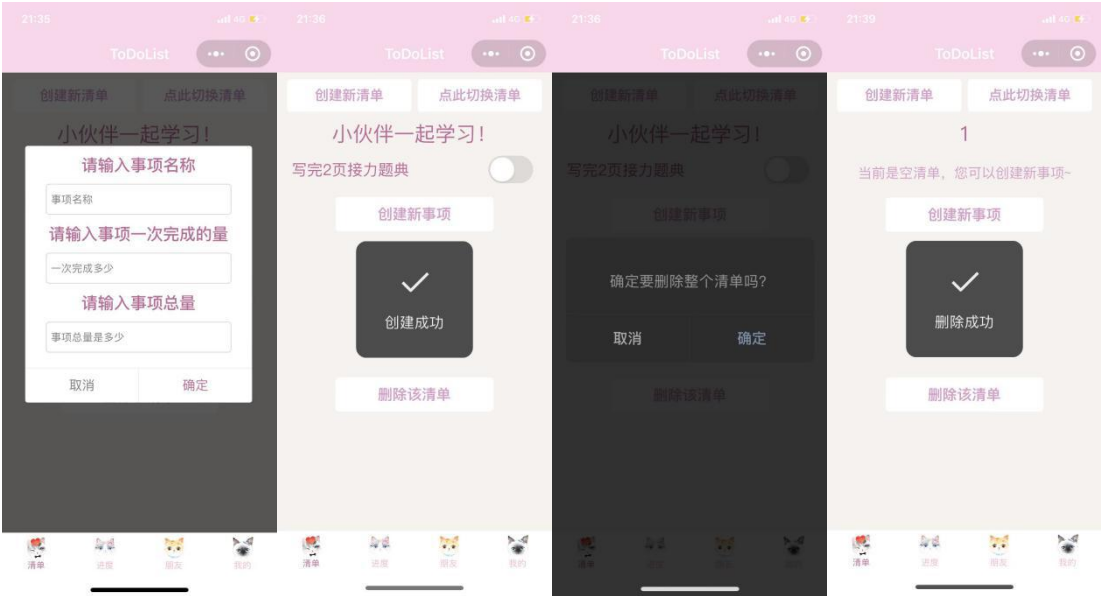 21:35
4G
ToDoList
创建新清单 点此切换清单
小伙伴一起学习!
请输入事项名称
事项名称
请输入事项一次完成的量
一次完成多少
请输入事项总量
事项总量是多少
取消 确定
清单 进度 朋友 我的
21:36
4G
ToDoList
创建新清单 点此切换清单
小伙伴一起学习!
写完2页接力题典
创建新事项
创建成功
删除该清单
清单 进度 朋友 我的
21:36
4G
ToDoList
创建新清单 点此切换清单
小伙伴一起学习!
写完2页接力题典
创建新事项
确定要删除整个清单吗?
取消 确定
删除该清单
清单
21:39
4G
ToDoList
创建新清单 点此切换清单
1
当前是空清单，您可以创建新事项~
创建新事项
删除成功
删除该清单
清单 进度 朋友 我的